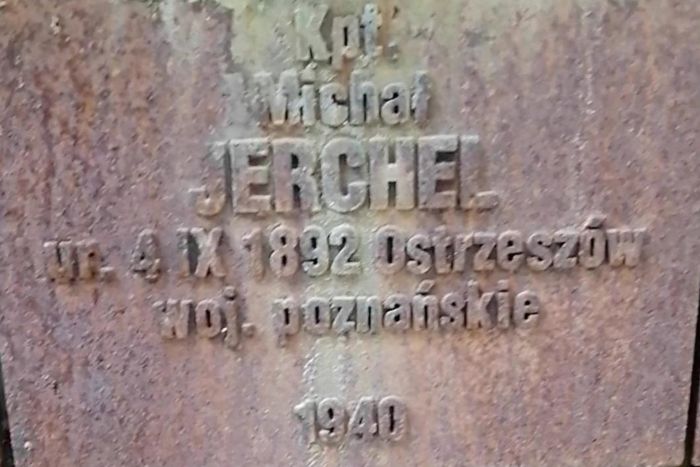 Kpt.
Michał
JERCHEL
ur. 4 IX 1892 Ostrzeszów
woj. poznańskie
1940